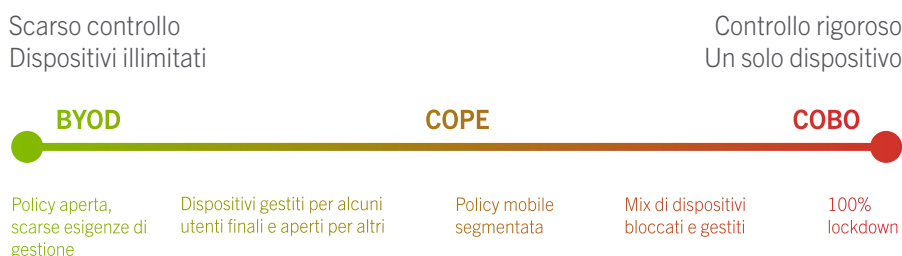 Scarso controllo
Dispositivi illimitati
Controllo rigoroso
Un solo dispositivo
BYOD
COPE
COBO
Policy aperta,
scarse esigenze di
gestione
Dispositivi gestiti per alcuni
utenti finali e aperti per altri
Policy mobile
segmentata
Mix di dispositivi
bloccati e gestiti
100%
lockdown